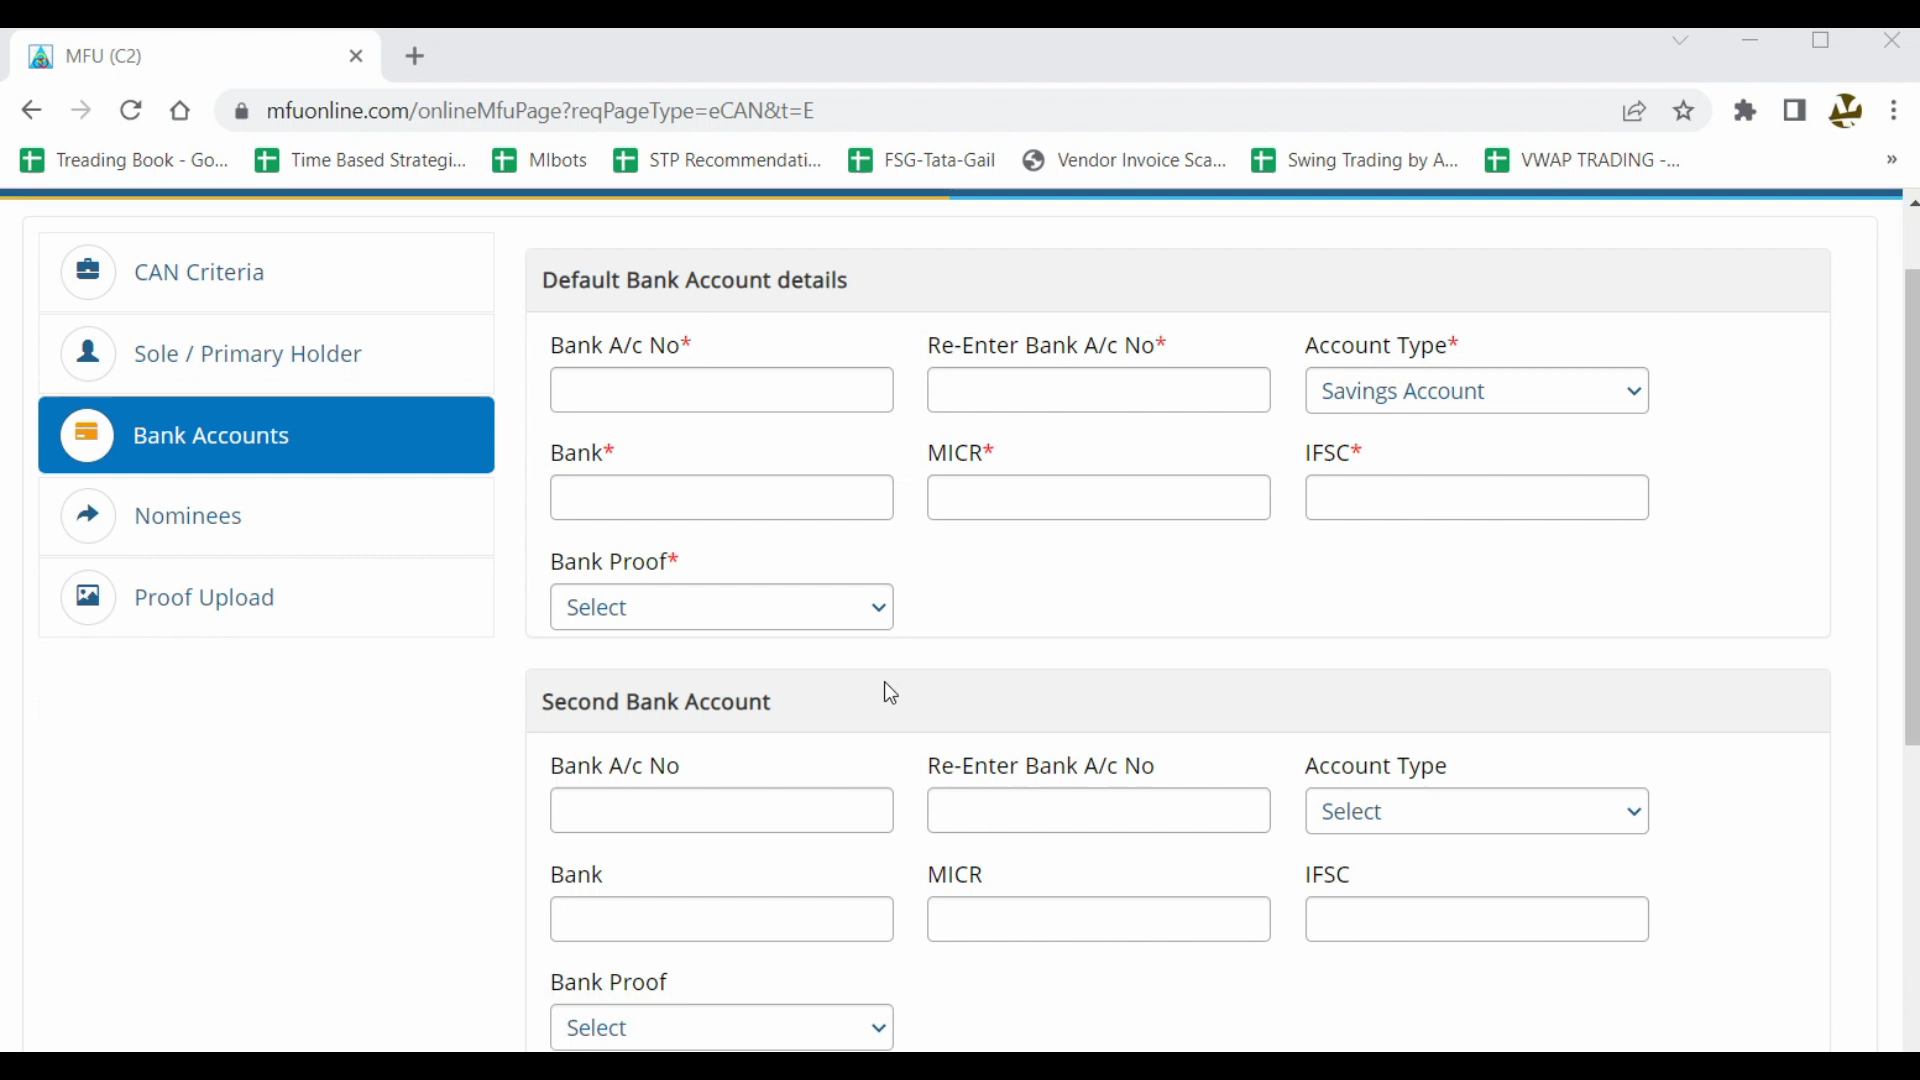 MFU (C2)
mfuonline.com/onlineMfuPage?reqPageType=eCAN&t=E
Treading Book - Go... Time Based Strategi... MIbots STP Recommendati... FSG-Tata-Gail Vendor Invoice Sca... Swing Trading by A... VWAP TRADING -... »
CAN Criteria
Sole / Primary Holder
Bank Accounts
Nominees
Proof Upload
Default Bank Account details
Bank A/c No* Re-Enter Bank A/c No* Account Type*
Savings Account
Bank* MICR* IFSC*
Bank Proof*
Select
Second Bank Account
Bank A/c No Re-Enter Bank A/c No Account Type
Select
Bank MICR IFSC
Bank Proof
Select